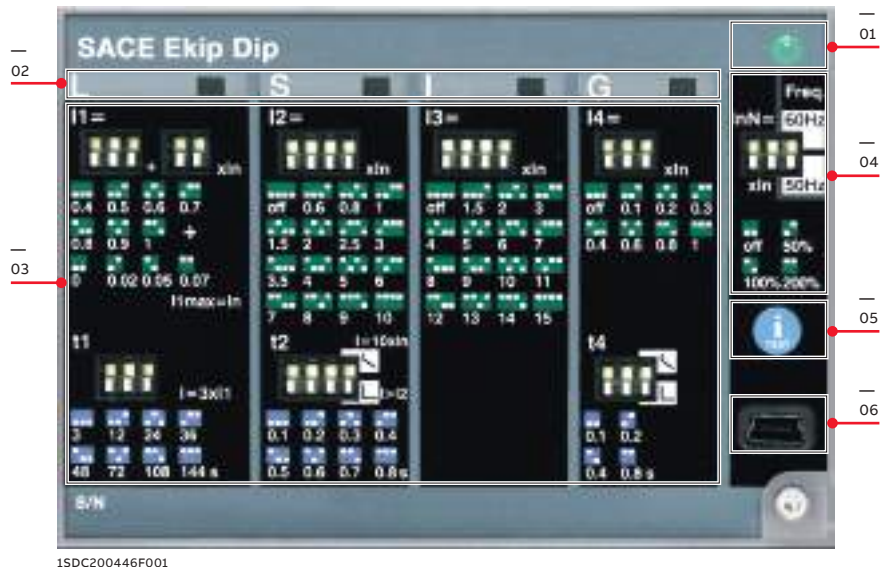 SACE Ekip Dip
01
02
L S I G
I1= I2= I3= I4=
Freq.
InN= 60Hz
+ xIn xIn xIn xIn
04
xIn 50Hz
0.4 0.5 0.6 0.7 off 0.6 0.8 1 off 1.5 2 3 off 0.1 0.2 0.3
0.8 0.9 1 + 1.5 2 2.5 3 4 5 6 7 0.4 0.6 0.8 1
off 50%
03
0 0.02 0.05 0.07 3.5 4 5 6 8 9 10 11
100% 200%
I1max=In
7 8 9 10 12 13 14 15
05
t1 t2 I=10xIn t4
i
TEST
I=3xI1 I>I2
06
3 12 24 36 0.1 0.2 0.3 0.4 0.1 0.2
48 72 108 144 s 0.5 0.6 0.7 0.8s 0.4 0.8 s
S/N
1SDC200446F001